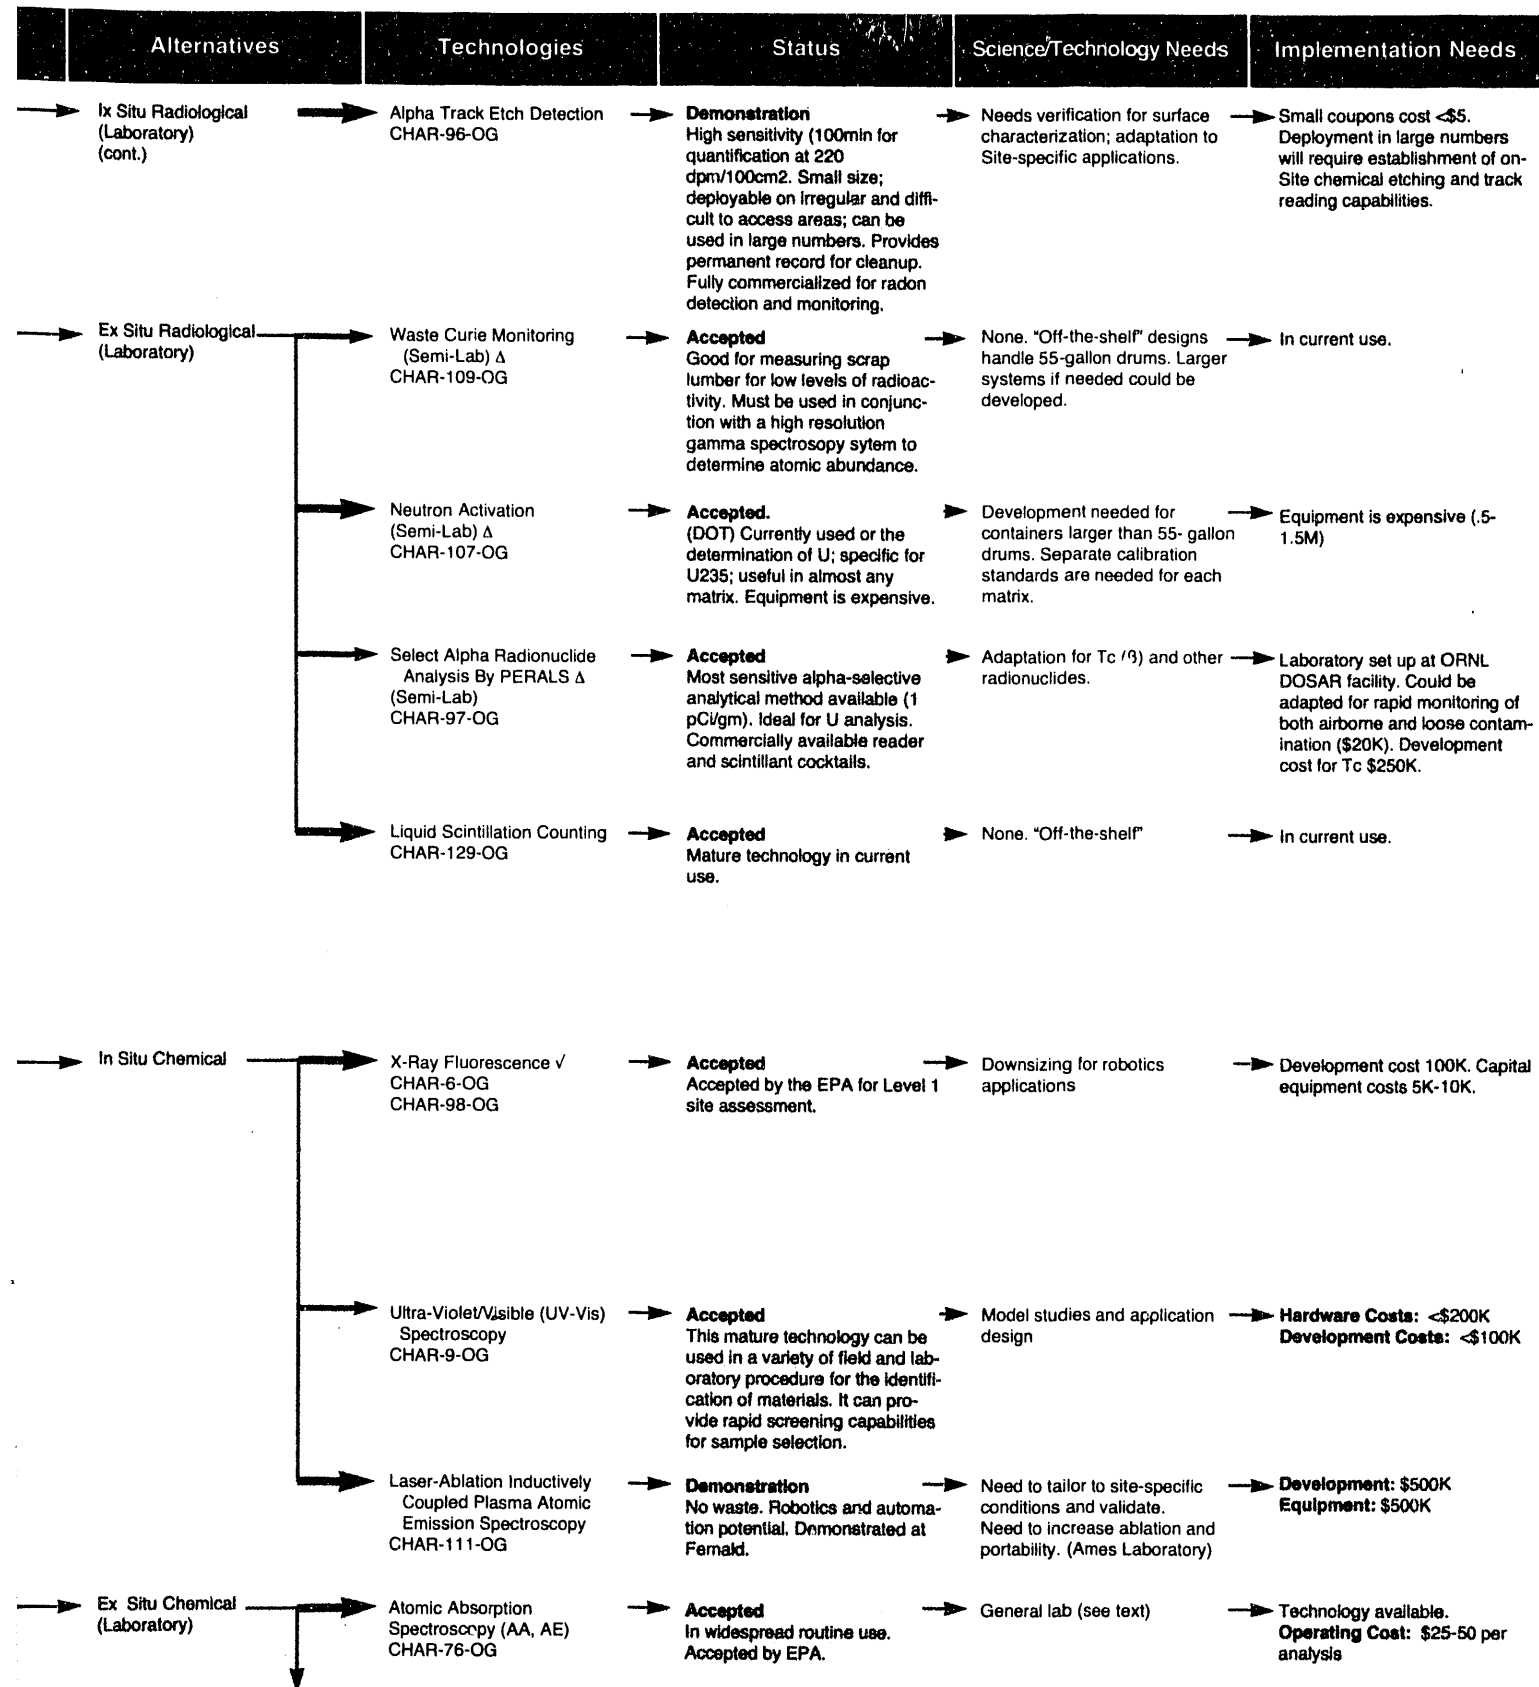 Alternatives
Technologies
Status
Science/Technology Needs
Implementation Needs
Ix Situ Radiological
(Laboratory)
(cont.)
Alpha Track Etch Detection
CHAR-96-OG
Demonstration
High sensitivity (100min for
quantification at 220
dpm/100cm2. Small size;
deployable on irregular and diffi-
cult to access areas; can be
used in large numbers. Provides
permanent record for cleanup.
Fully commercialized for radon
detection and monitoring.
Needs verification for surface
characterization; adaptation to
Site-specific applications.
Small coupons cost <$5.
Deployment in large numbers
will require establishment of on-
Site chemical etching and track
reading capabilities.
Ex Situ Radiological
(Laboratory)
Waste Curie Monitoring
(Semi-Lab) Δ
CHAR-109-OG
Accepted
Good for measuring scrap
lumber for low levels of radioac-
tivity. Must be used in conjunc-
tion with a high resolution
gamma spectrosopy sytem to
determine atomic abundance.
None. "Off-the-shelf" designs
handle 55-gallon drums. Larger
systems if needed could be
developed.
In current use.
Neutron Activation
(Semi-Lab) Δ
CHAR-107-OG
Accepted.
(DOT) Currently used or the
determination of U; specific for
U235; useful in almost any
matrix. Equipment is expensive.
Development needed for
containers larger than 55- gallon
drums. Separate calibration
standards are needed for each
matrix.
Equipment is expensive (.5-
1.5M)
Select Alpha Radionuclide
Analysis By PERALS Δ
(Semi-Lab)
CHAR-97-OG
Accepted
Most sensitive alpha-selective
analytical method available (1
pCi/gm). Ideal for U analysis.
Commercially available reader
and scintillant cocktails.
Adaptation for Tc and other
radionuclides.
Laboratory set up at ORNL
DOSAR facility. Could be
adapted for rapid monitoring of
both airborne and loose contam-
ination ($20K). Development
cost for Tc $250K.
Liquid Scintillation Counting
CHAR-129-OG
Accepted
Mature technology in current
use.
None. "Off-the-shelf"
In current use.
In Situ Chemical
X-Ray Fluorescence √
CHAR-6-OG
CHAR-98-OG
Accepted
Accepted by the EPA for Level 1
site assessment.
Downsizing for robotics
applications
Development cost 100K. Capital
equipment costs 5K-10K.
Ultra-Violet/Visible (UV-Vis)
Spectroscopy
CHAR-9-OG
Accepted
This mature technology can be
used in a variety of field and lab-
oratory procedure for the identifi-
cation of materials. It can pro-
vide rapid screening capabilities
for sample selection.
Model studies and application
design
Hardware Costs: <$200K
Development Costs: <$100K
Laser-Ablation Inductively
Coupled Plasma Atomic
Emission Spectroscopy
CHAR-111-OG
Demonstration
No waste. Robotics and automa-
tion potential. Demonstrated at
Fernald.
Need to tailor to site-specific
conditions and validate.
Need to increase ablation and
portability. (Ames Laboratory)
Development: $500K
Equipment: $500K
Ex Situ Chemical
(Laboratory)
Atomic Absorption
Spectroscopy (AA, AE)
CHAR-76-OG
Accepted
In widespread routine use.
Accepted by EPA.
General lab (see text)
Technology available.
Operating Cost: $25-50 per
analysis